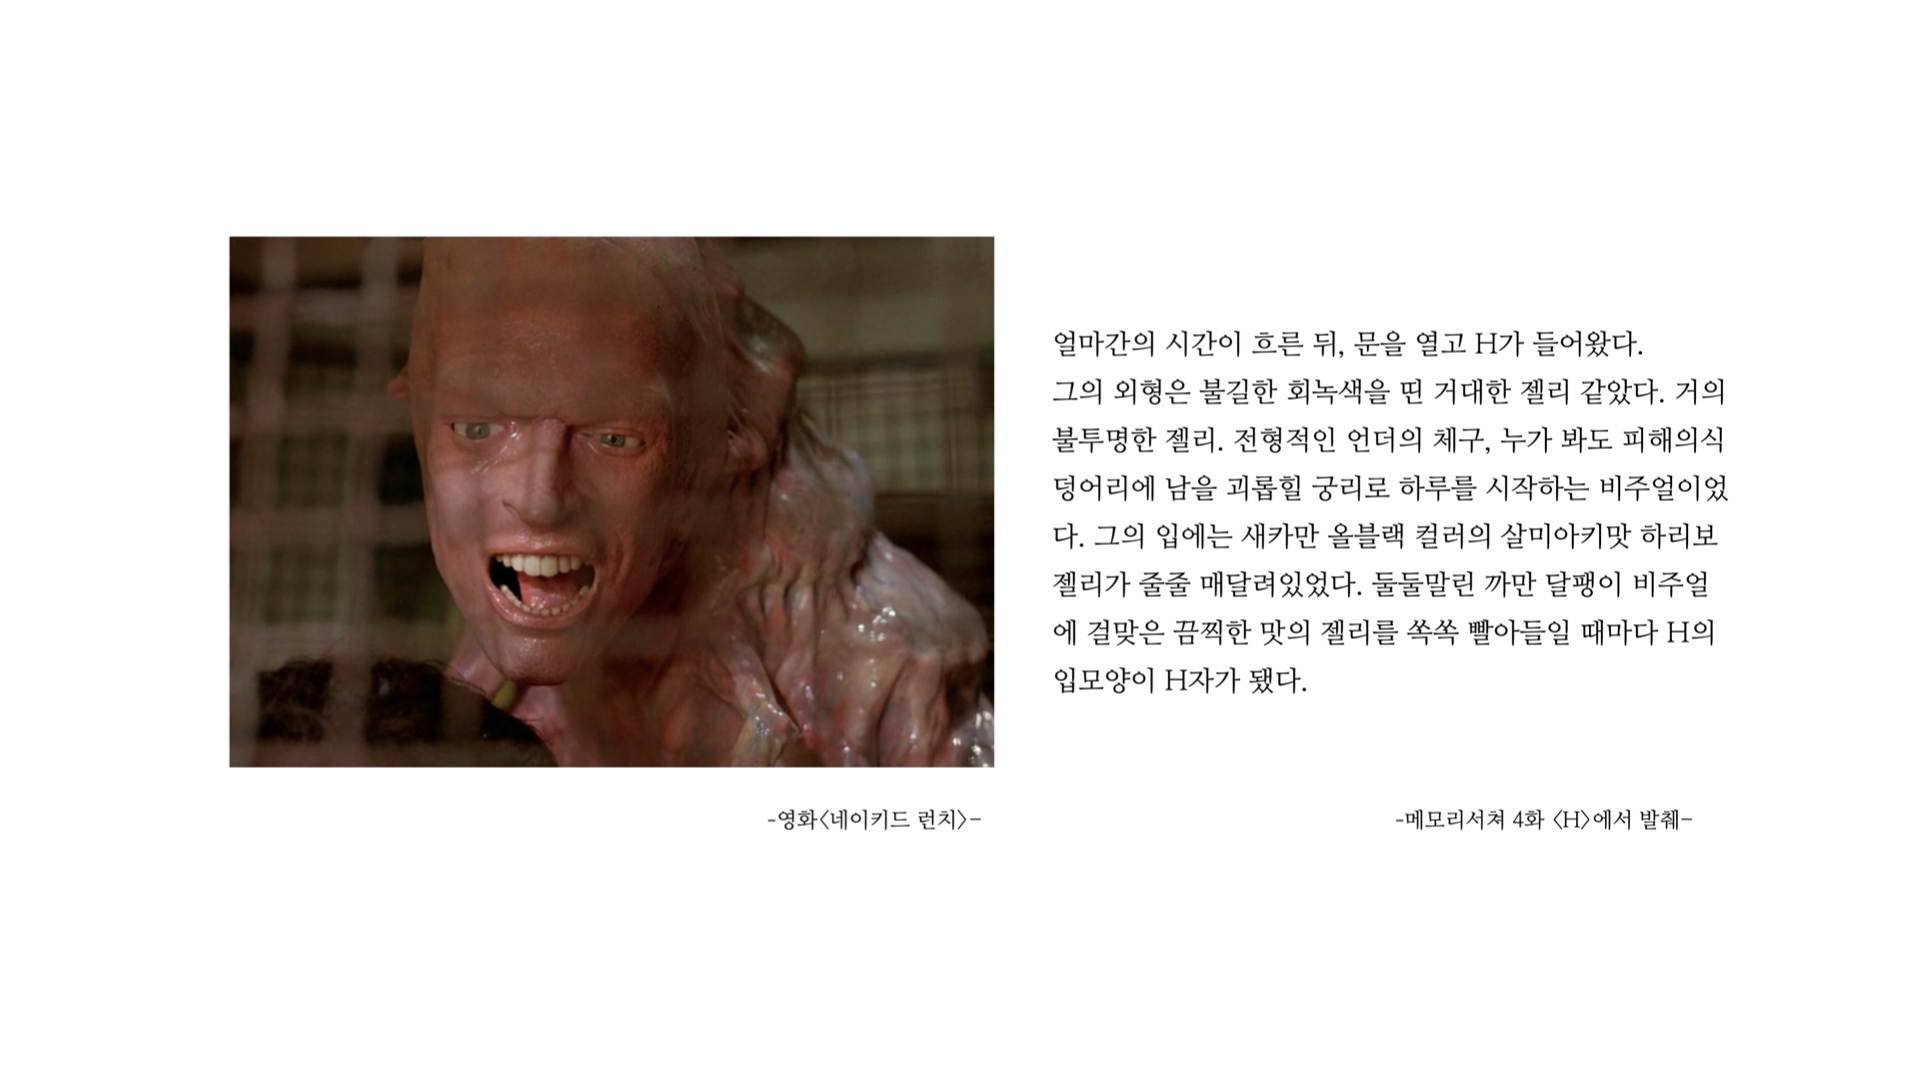 얼마간의 시간이 흐른 뒤, 문을 열고 H가 들어왔다.
그의 외형은 불길한 회녹색을 띤 거대한 젤리 같았다. 거의
불투명한 젤리. 전형적인 언더의 체구, 누가 봐도 피해의식
덩어리에 남을 괴롭힐 궁리로 하루를 시작하는 비주얼이었
다. 그의 입에는 새카만 올블랙 컬러의 살미아키맛 하리보
젤리가 줄줄 매달려있었다. 둘둘말린 까만 달팽이 비주얼
에 걸맞은 끔찍한 맛의 젤리를 쏙쏙 빨아들일 때마다 H의
입모양이 H자가 됐다.
-영화〈네이키드 런치〉-
-메모리서쳐 4화 〈H〉에서 발췌-